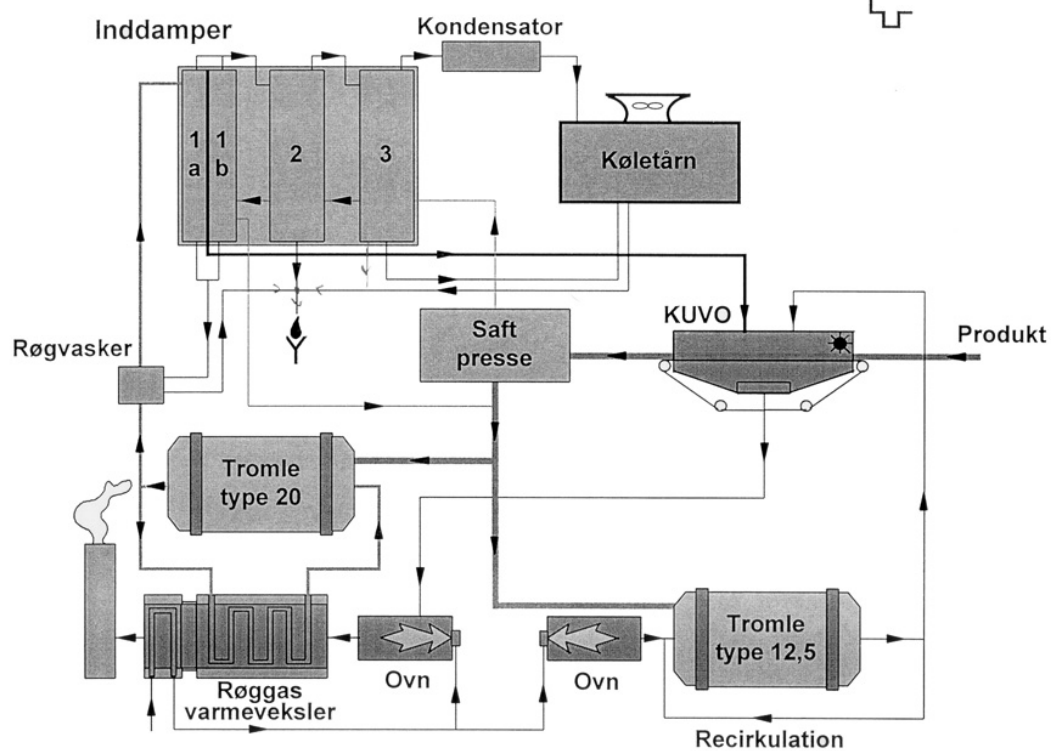 Inddamper
Kondensator
1
a
1
b
2
3
Køletårn
KUVO
Produkt
Saft
presse
Røgvasker
Tromle
type 20
Tromle
type 12,5
Ovn
Ovn
Røggas
varmeveksler
Recirkulation